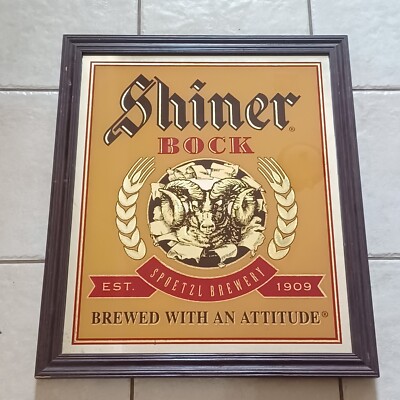 Shiner®
BOCK
SPOETZL BREWERY
EST. 1909
BREWED WITH AN ATTITUDE®